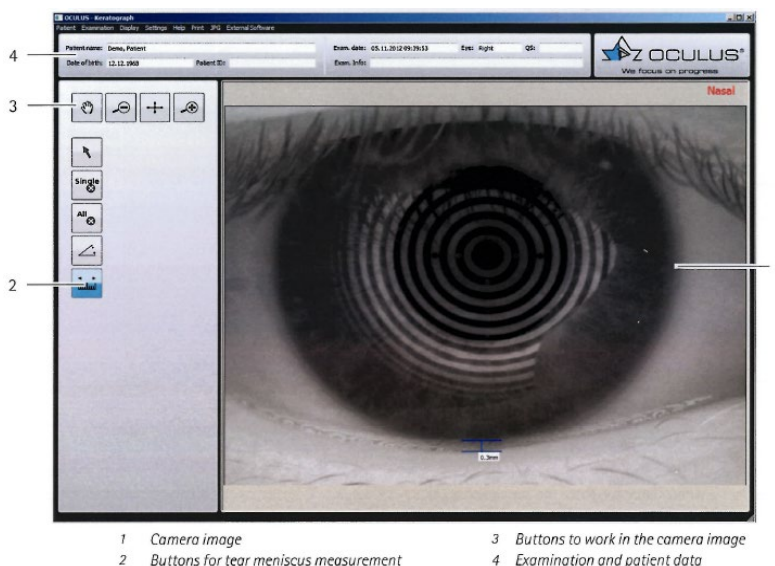 OCULUS - Keratograph
Patient Examination Display Settings Help Print JPG External Software
Patient name: Demo, Patient Exam. date: 05.11.2012 09:39:53 Eye: Right QS:
Date of birth: 12.12.1960 Patient ID: Exam. Info:
OCULUS®
We focus on progress
4
3
Nasal
Single
All
2
0.3mm
1 Camera image
2 Buttons for tear meniscus measurement
3 Buttons to work in the camera image
4 Examination and patient data